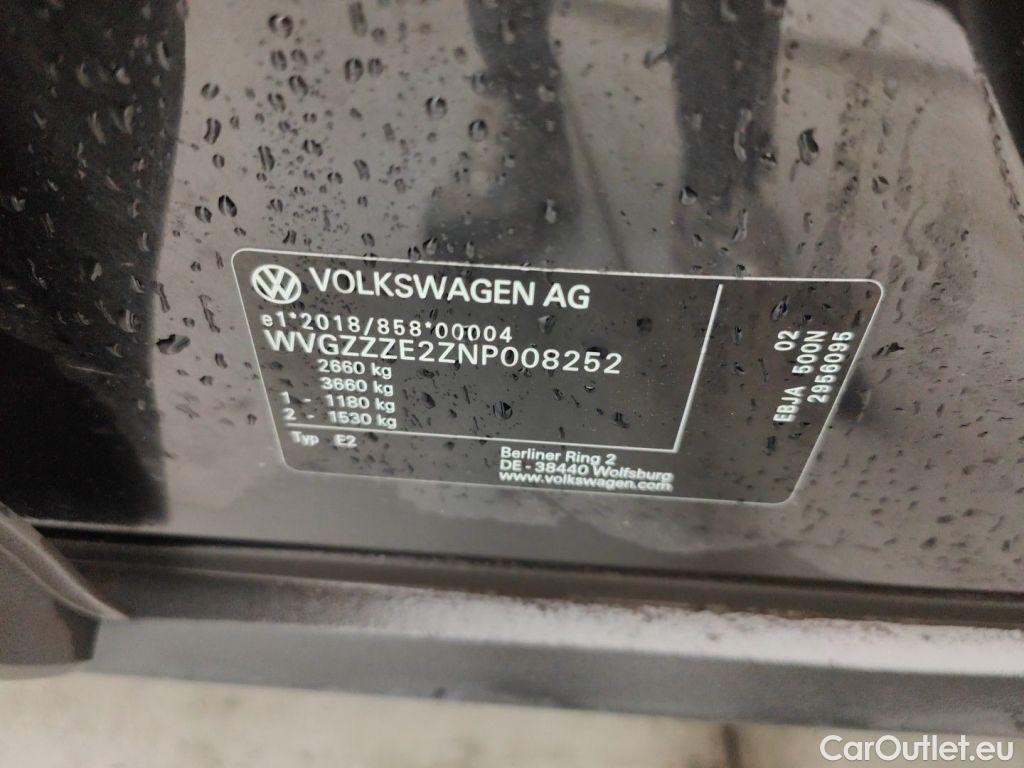 VOLKSWAGEN AG
e1*2018/858*00004
WVGZZZE2ZNP008252
2660 kg
3660 kg
1 - 1180 kg
2 - 1530 kg
Typ E2
Berliner Ring 2
DE - 38440 Wolfsburg
www.volkswagen.com
02
EBJA 500N
2956095
CarOutlet.eu